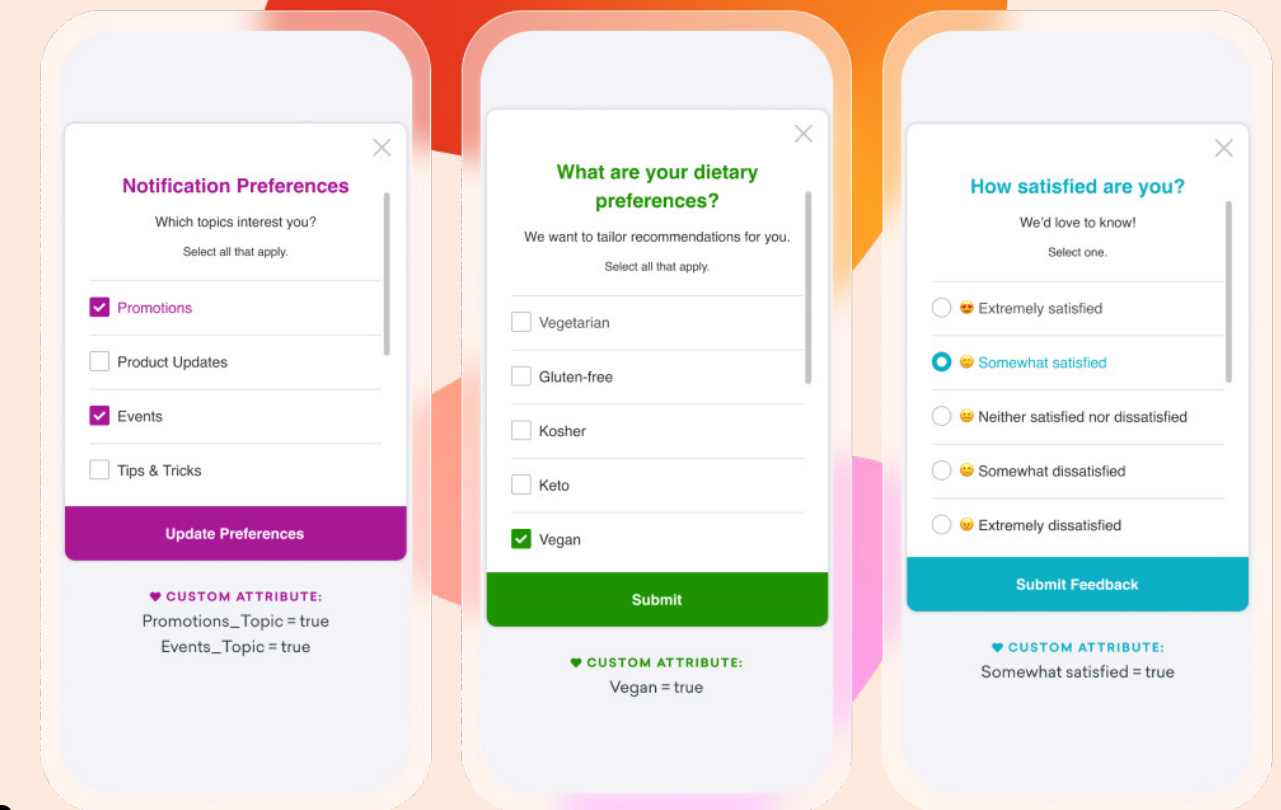 Notification Preferences
Which topics interest you?
Select all that apply.
Promotions
Product Updates
Events
Tips & Tricks
Update Preferences
♥ CUSTOM ATTRIBUTE:
Promotions_Topic = true
Events_Topic = true
What are your dietary
preferences?
We want to tailor recommendations for you.
Select all that apply.
Vegetarian
Gluten-free
Kosher
Keto
Vegan
Submit
♥ CUSTOM ATTRIBUTE:
Vegan = true
How satisfied are you?
We'd love to know!
Select one.
😍 Extremely satisfied
😊 Somewhat satisfied
😐 Neither satisfied nor dissatisfied
😕 Somewhat dissatisfied
😠 Extremely dissatisfied
Submit Feedback
♥ CUSTOM ATTRIBUTE:
Somewhat satisfied = true